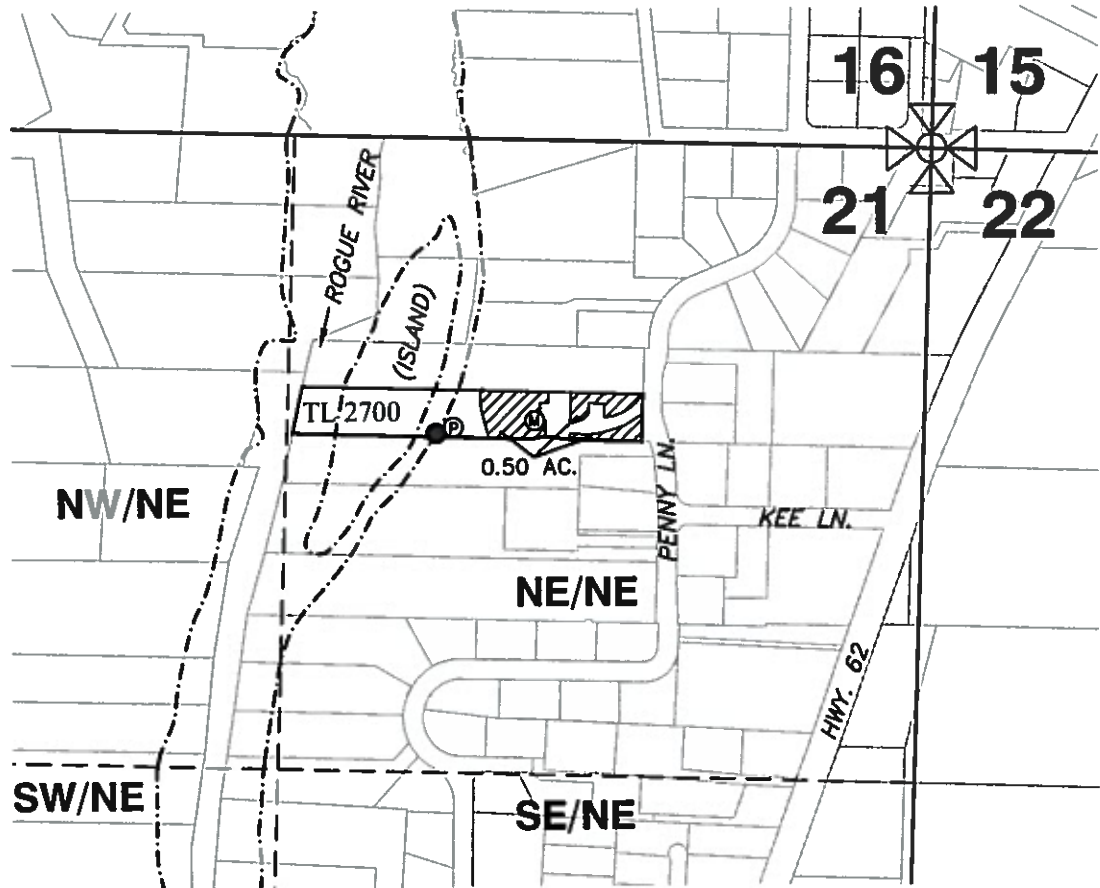 16 15
21 22
ROGUE RIVER
(ISLAND)
TL 2700
P
M
0.50 AC.
PENNY LN.
KEE LN.
NW/NE
NE/NE
HWY. 62
SW/NE
SE/NE